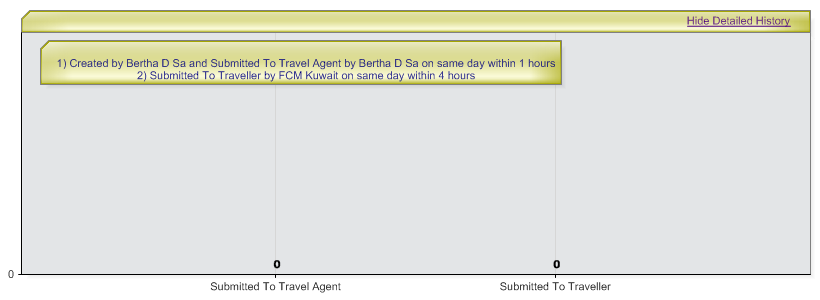 Hide Detailed History
1) Created by Bertha D Sa and Submitted To Travel Agent by Bertha D Sa on same day within 1 hours
2) Submitted To Traveller by FCM Kuwait on same day within 4 hours
0 0
0
Submitted To Travel Agent Submitted To Traveller